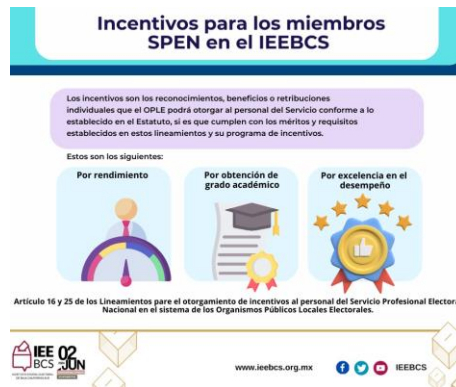 Incentivos para los miembros
SPEN en el IEEBCS
Los incentivos son los reconocimientos, beneficios o retribuciones
individuales que el OPLE podrá otorgar al personal del Servicio conforme a lo
establecido en el Estatuto, si es que cumplen con los méritos y requisitos
establecidos en estos lineamientos y su programa de incentivos.
Estos son los siguientes:
Por rendimiento
Por obtención de
grado académico
Por excelencia en el
desempeño
Artículo 16 y 25 de los Lineamientos pare el otorgamiento de incentivos al personal del Servicio Profesional Electora
Nacional en el sistema de los Organismos Públicos Locales Electorales.
IEE
BCS
02
JUN
www.ieebcs.org.mx
IEEBCS